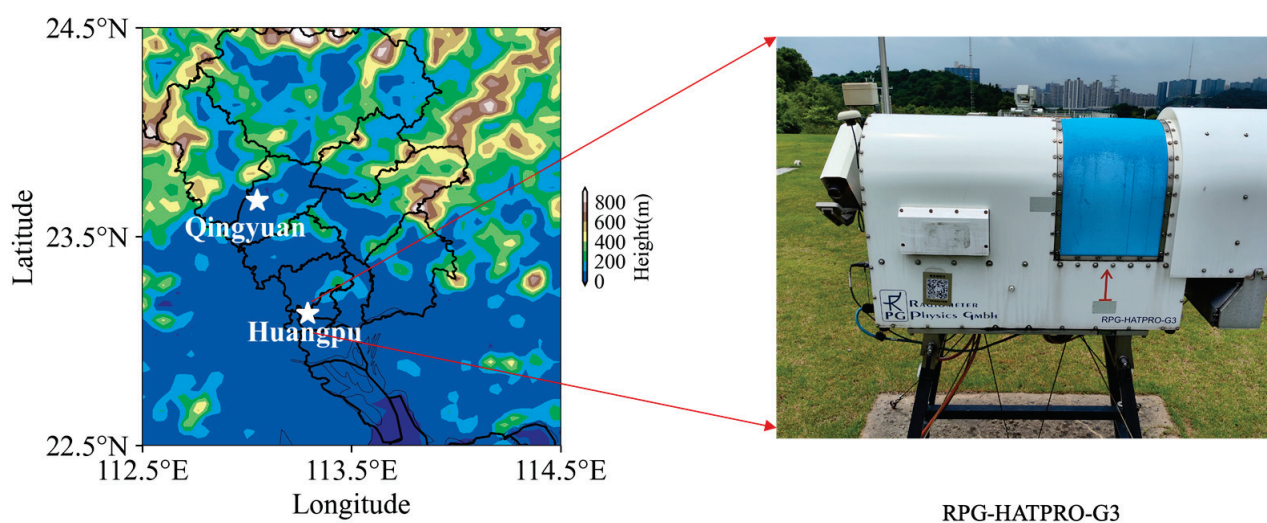 24.5°N
23.5°N
22.5°N
Latitude
112.5°E
113.5°E
114.5°E
Longitude
Qingyuan
Huangpu
800
600
400
200
0
Height(m)
RADIOMETER
PHYSICS GMBH
PG
RPG-HATPRO-G3
RPG-HATPRO-G3